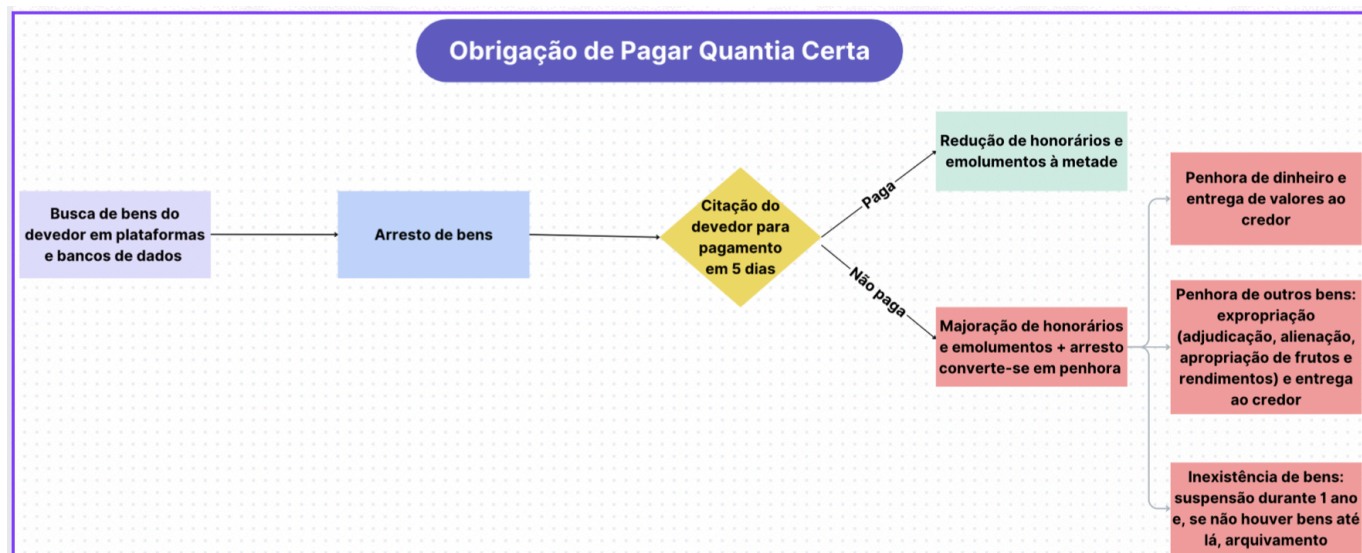 Obrigação de Pagar Quantia Certa
Busca de bens do
devedor em plataformas
e bancos de dados
Arresto de bens
Citação do
devedor para
pagamento
em 5 dias
Paga
Não paga
Redução de honorários e
emolumentos à metade
Majoração de honorários
e emolumentos + arresto
converte-se em penhora
Penhora de dinheiro e
entrega de valores ao
credor
Penhora de outros bens:
expropriação
(adjudicação, alienação,
apropriação de frutos e
rendimentos) e entrega
ao credor
Inexistência de bens:
suspensão durante 1 ano
e, se não houver bens até
lá, arquivamento